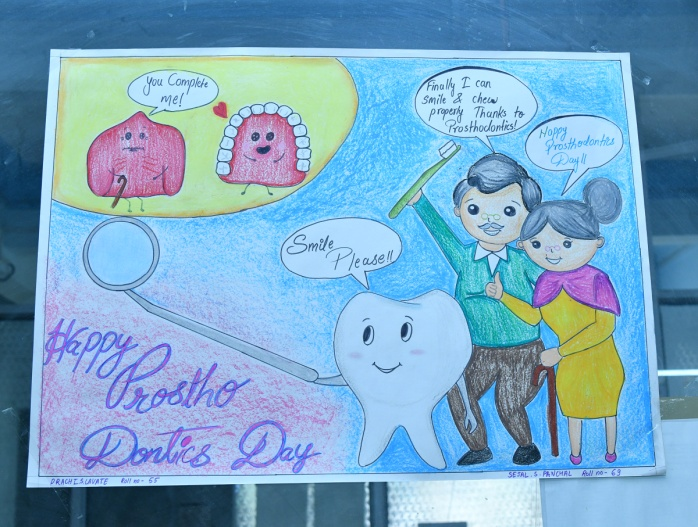 you Complete
me!
Finally I can
Smile & chew
properly Thanks to
Prosthodontics!
Happy
Prosthodontics
Day!!
Smile
Please!!
Happy
Prostho
Dontics Day
PRACHI.S.LAVATE Roll no- 65
SEJAL.S. PANCHAL Roll no- 69